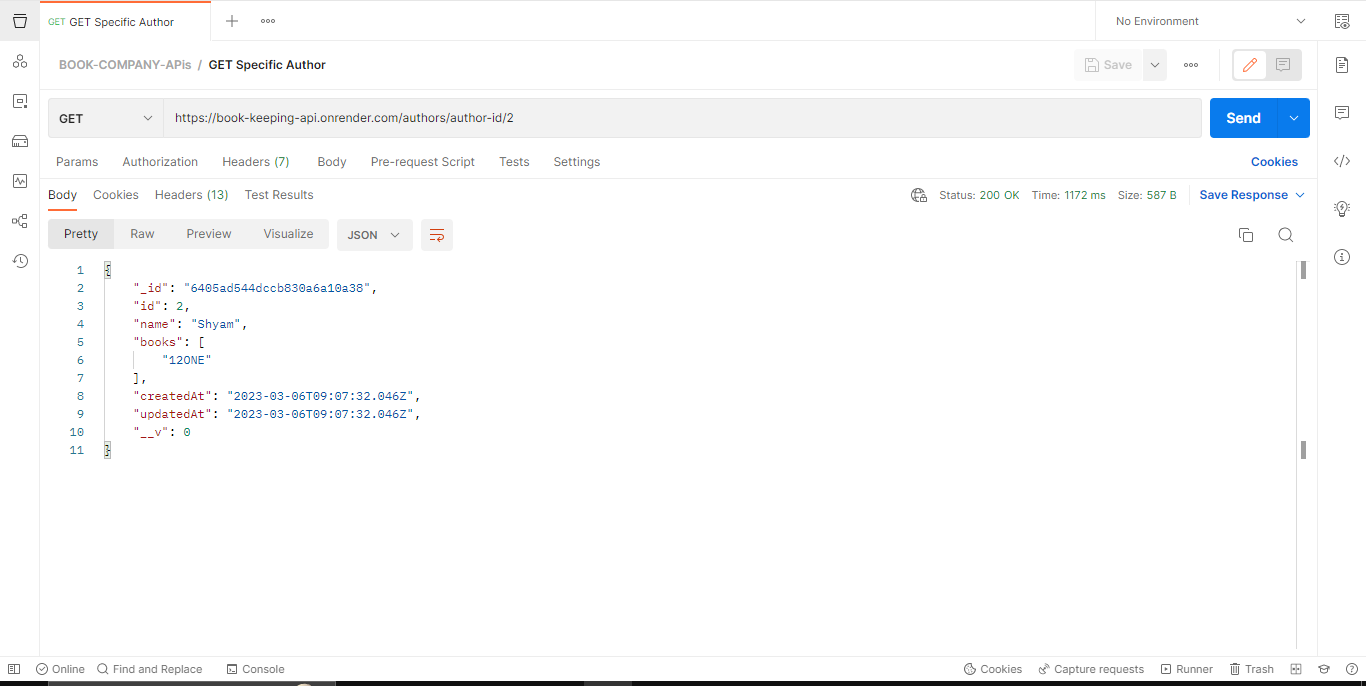 GET GET Specific Author
No Environment
BOOK-COMPANY-APIs / GET Specific Author
Save
GET https://book-keeping-api.onrender.com/authors/author-id/2 Send
Params Authorization Headers (7) Body Pre-request Script Tests Settings Cookies
Body Cookies Headers (13) Test Results Status: 200 OK Time: 1172 ms Size: 587 B Save Response
Pretty Raw Preview Visualize JSON
1 {
2 "_id": "6405ad544dccb830a6a10a38",
3 "id": 2,
4 "name": "Shyam",
5 "books": [
6 "12ONE"
7 ],
8 "createdAt": "2023-03-06T09:07:32.046Z",
9 "updatedAt": "2023-03-06T09:07:32.046Z",
10 "__v": 0
11 }
Online Find and Replace Console Cookies Capture requests Runner Trash